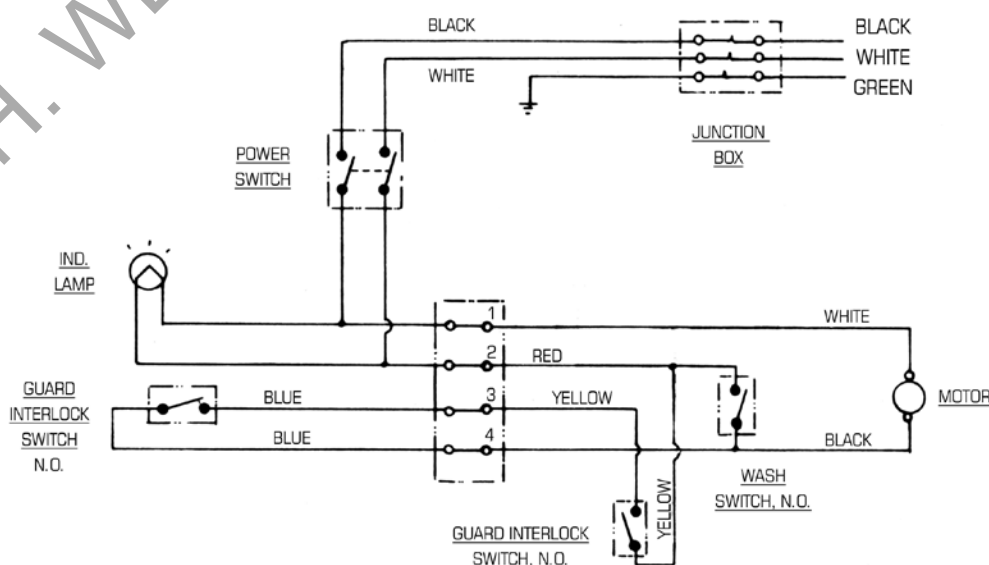 H. WE
BLACK
BLACK
WHITE
WHITE
GREEN
JUNCTION
BOX
POWER
SWITCH
IND.
LAMP
1
WHITE
2
RED
GUARD
INTERLOCK
SWITCH
N.O.
BLUE
3
YELLOW
MOTOR
BLUE
4
BLACK
YELLOW
WASH
SWITCH, N.O.
GUARD INTERLOCK
SWITCH, N.O.